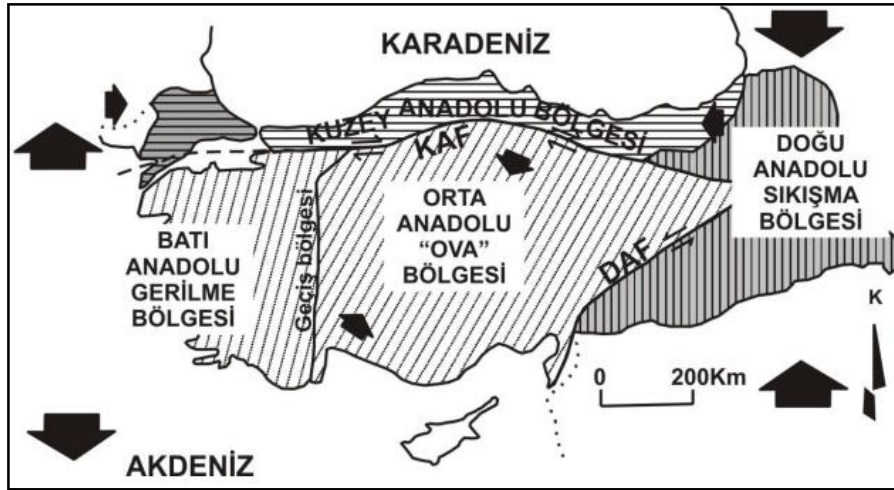 KARADENİZ
KUZEY ANADOLU BÖLGESİ
KAF
DOĞU
ANADOLU
SIKIŞMA
BÖLGESİ
ORTA
ANADOLU
“OVA”
BÖLGESİ
BATI
ANADOLU
GERİLME
BÖLGESİ
Geçiş bölgesi
DAF
K
0 200Km
AKDENİZ